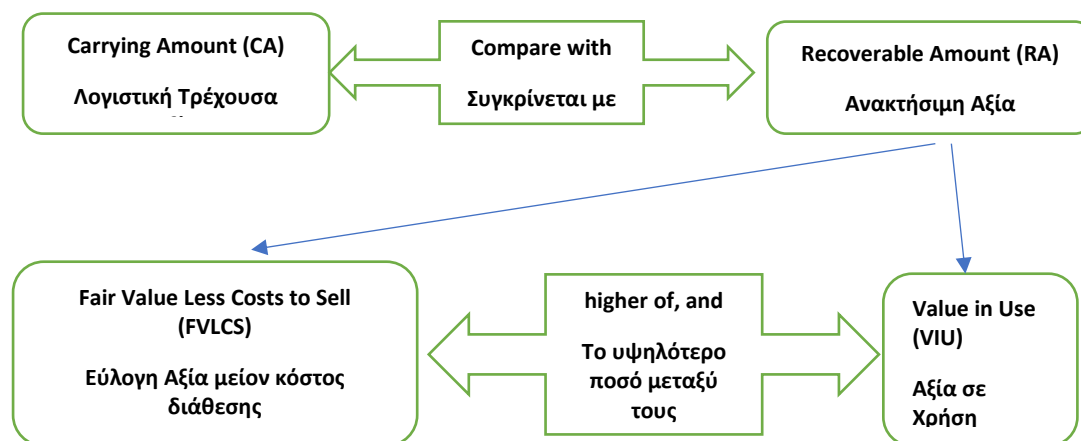 Carrying Amount (CA)
Λογιστική Τρέχουσα
Compare with
Συγκρίνεται με
Recoverable Amount (RA)
Ανακτήσιμη Αξία
Fair Value Less Costs to Sell
(FVLCS)
Εύλογη Αξία μείον κόστος
διάθεσης
higher of, and
Το υψηλότερο
ποσό μεταξύ
τους
Value in Use
(VIU)
Αξία σε
Χρήση